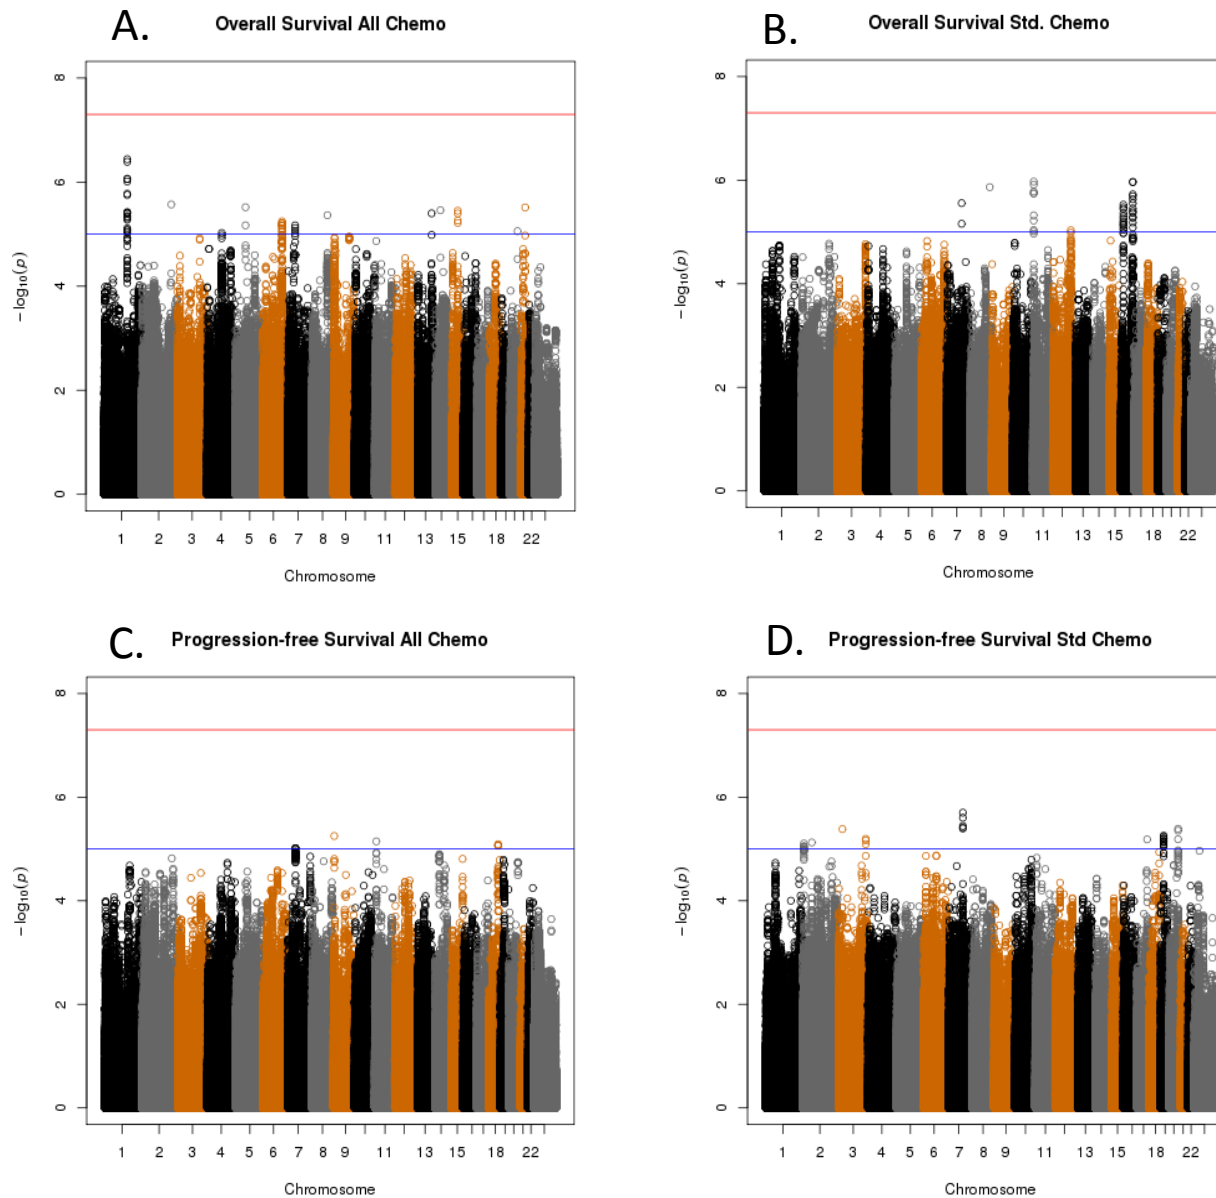 A.
Overall Survival All Chemo
8
6
4
2
0
− log10(p)
1 2 3 4 5 6 7 8 9 11 13 15 18 22
Chromosome
B.
Overall Survival Std. Chemo
8
6
4
2
0
− log10(p)
1 2 3 4 5 6 7 8 9 11 13 15 18 22
Chromosome
C.
Progression-free Survival All Chemo
8
6
4
2
0
− log10(p)
1 2 3 4 5 6 7 8 9 11 13 15 18 22
Chromosome
D.
Progression-free Survival Std Chemo
8
6
4
2
0
− log10(p)
1 2 3 4 5 6 7 8 9 11 13 15 18 22
Chromosome